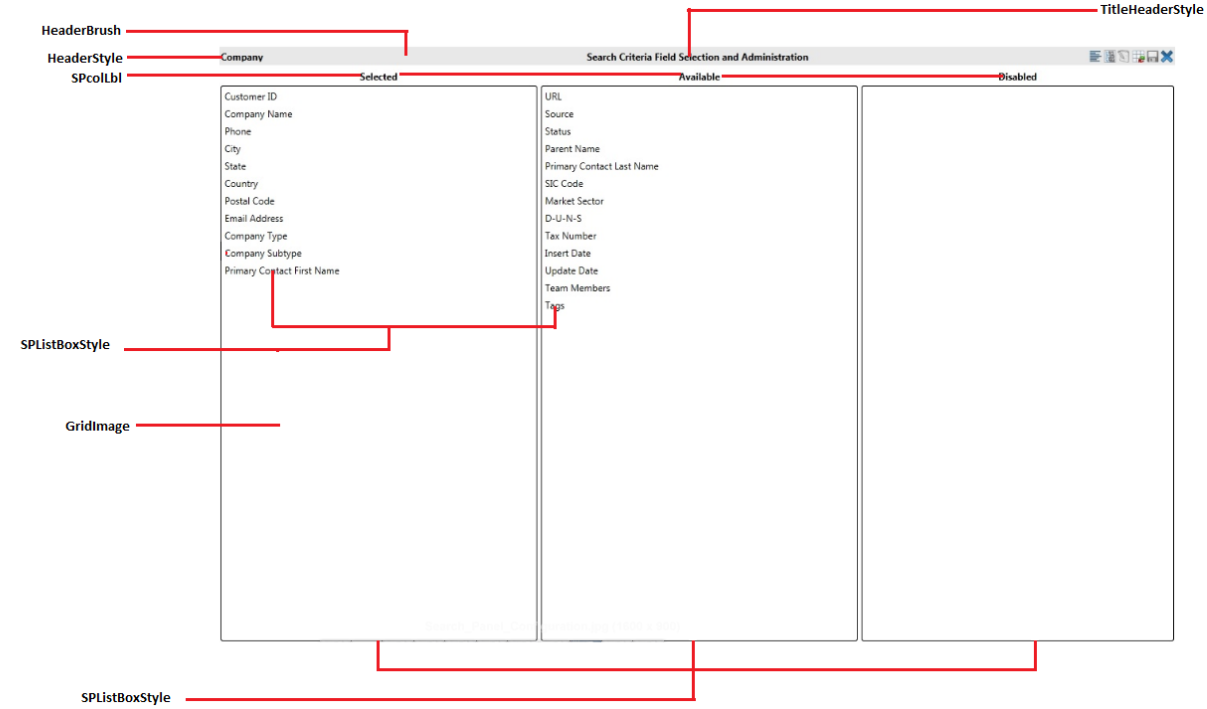 TitleHeaderStyle
HeaderBrush
HeaderStyle
Company
Search Criteria Field Selection and Administration
SPcolLbl
Selected
Available
Disabled
Customer ID
Company Name
Phone
City
State
Country
Postal Code
Email Address
Company Type
Company Subtype
Primary Contact First Name
URL
Source
Status
Parent Name
Primary Contact Last Name
SIC Code
Market Sector
D-U-N-S
Tax Number
Insert Date
Update Date
Team Members
Tags
SPListBoxStyle
GridImage
SPListBoxStyle